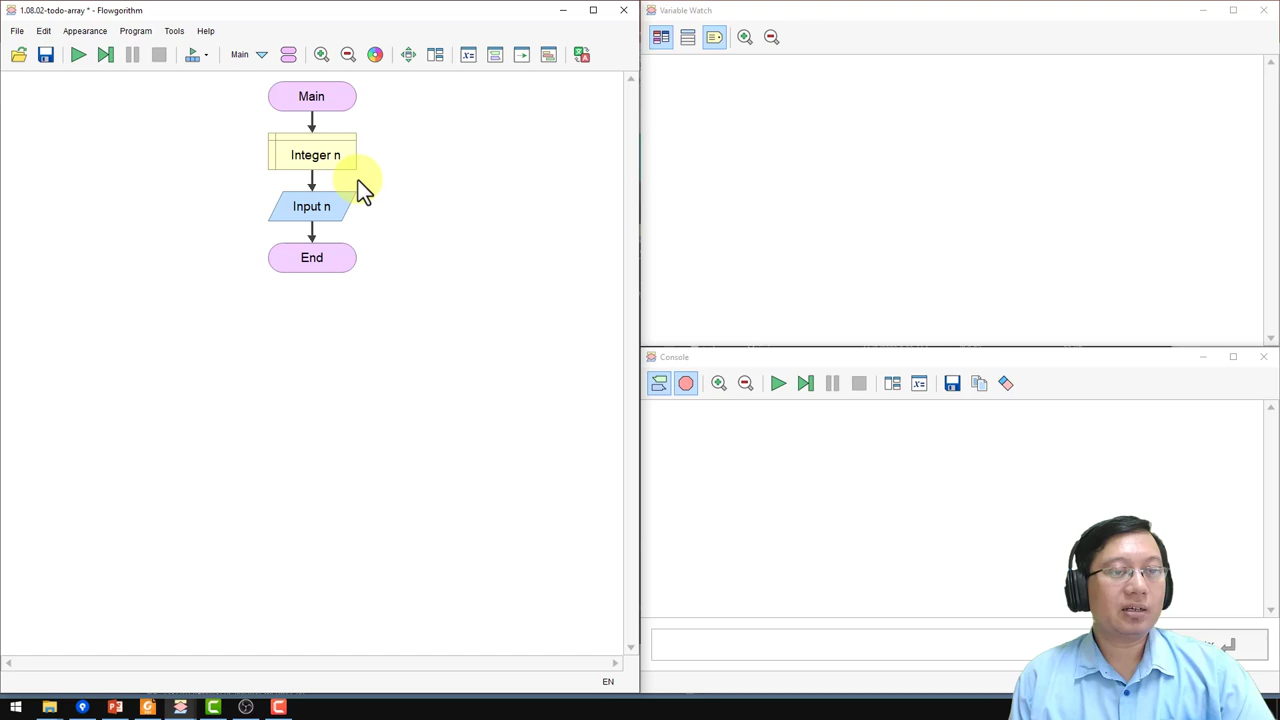 1.08.02-todo-array * - Flowgorithm
File Edit Appearance Program Tools Help
Main
Main
Integer n
Input n
End
EN
Variable Watch
Console